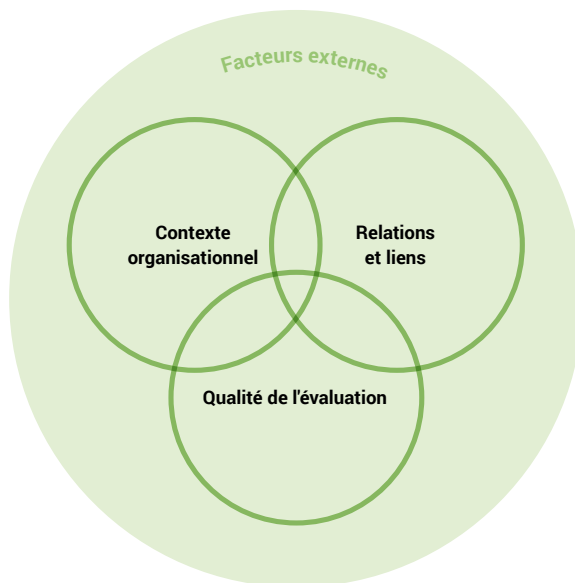 Facteurs externes
Contexte
organisationnel
Relations
et liens
Qualité de l'évaluation